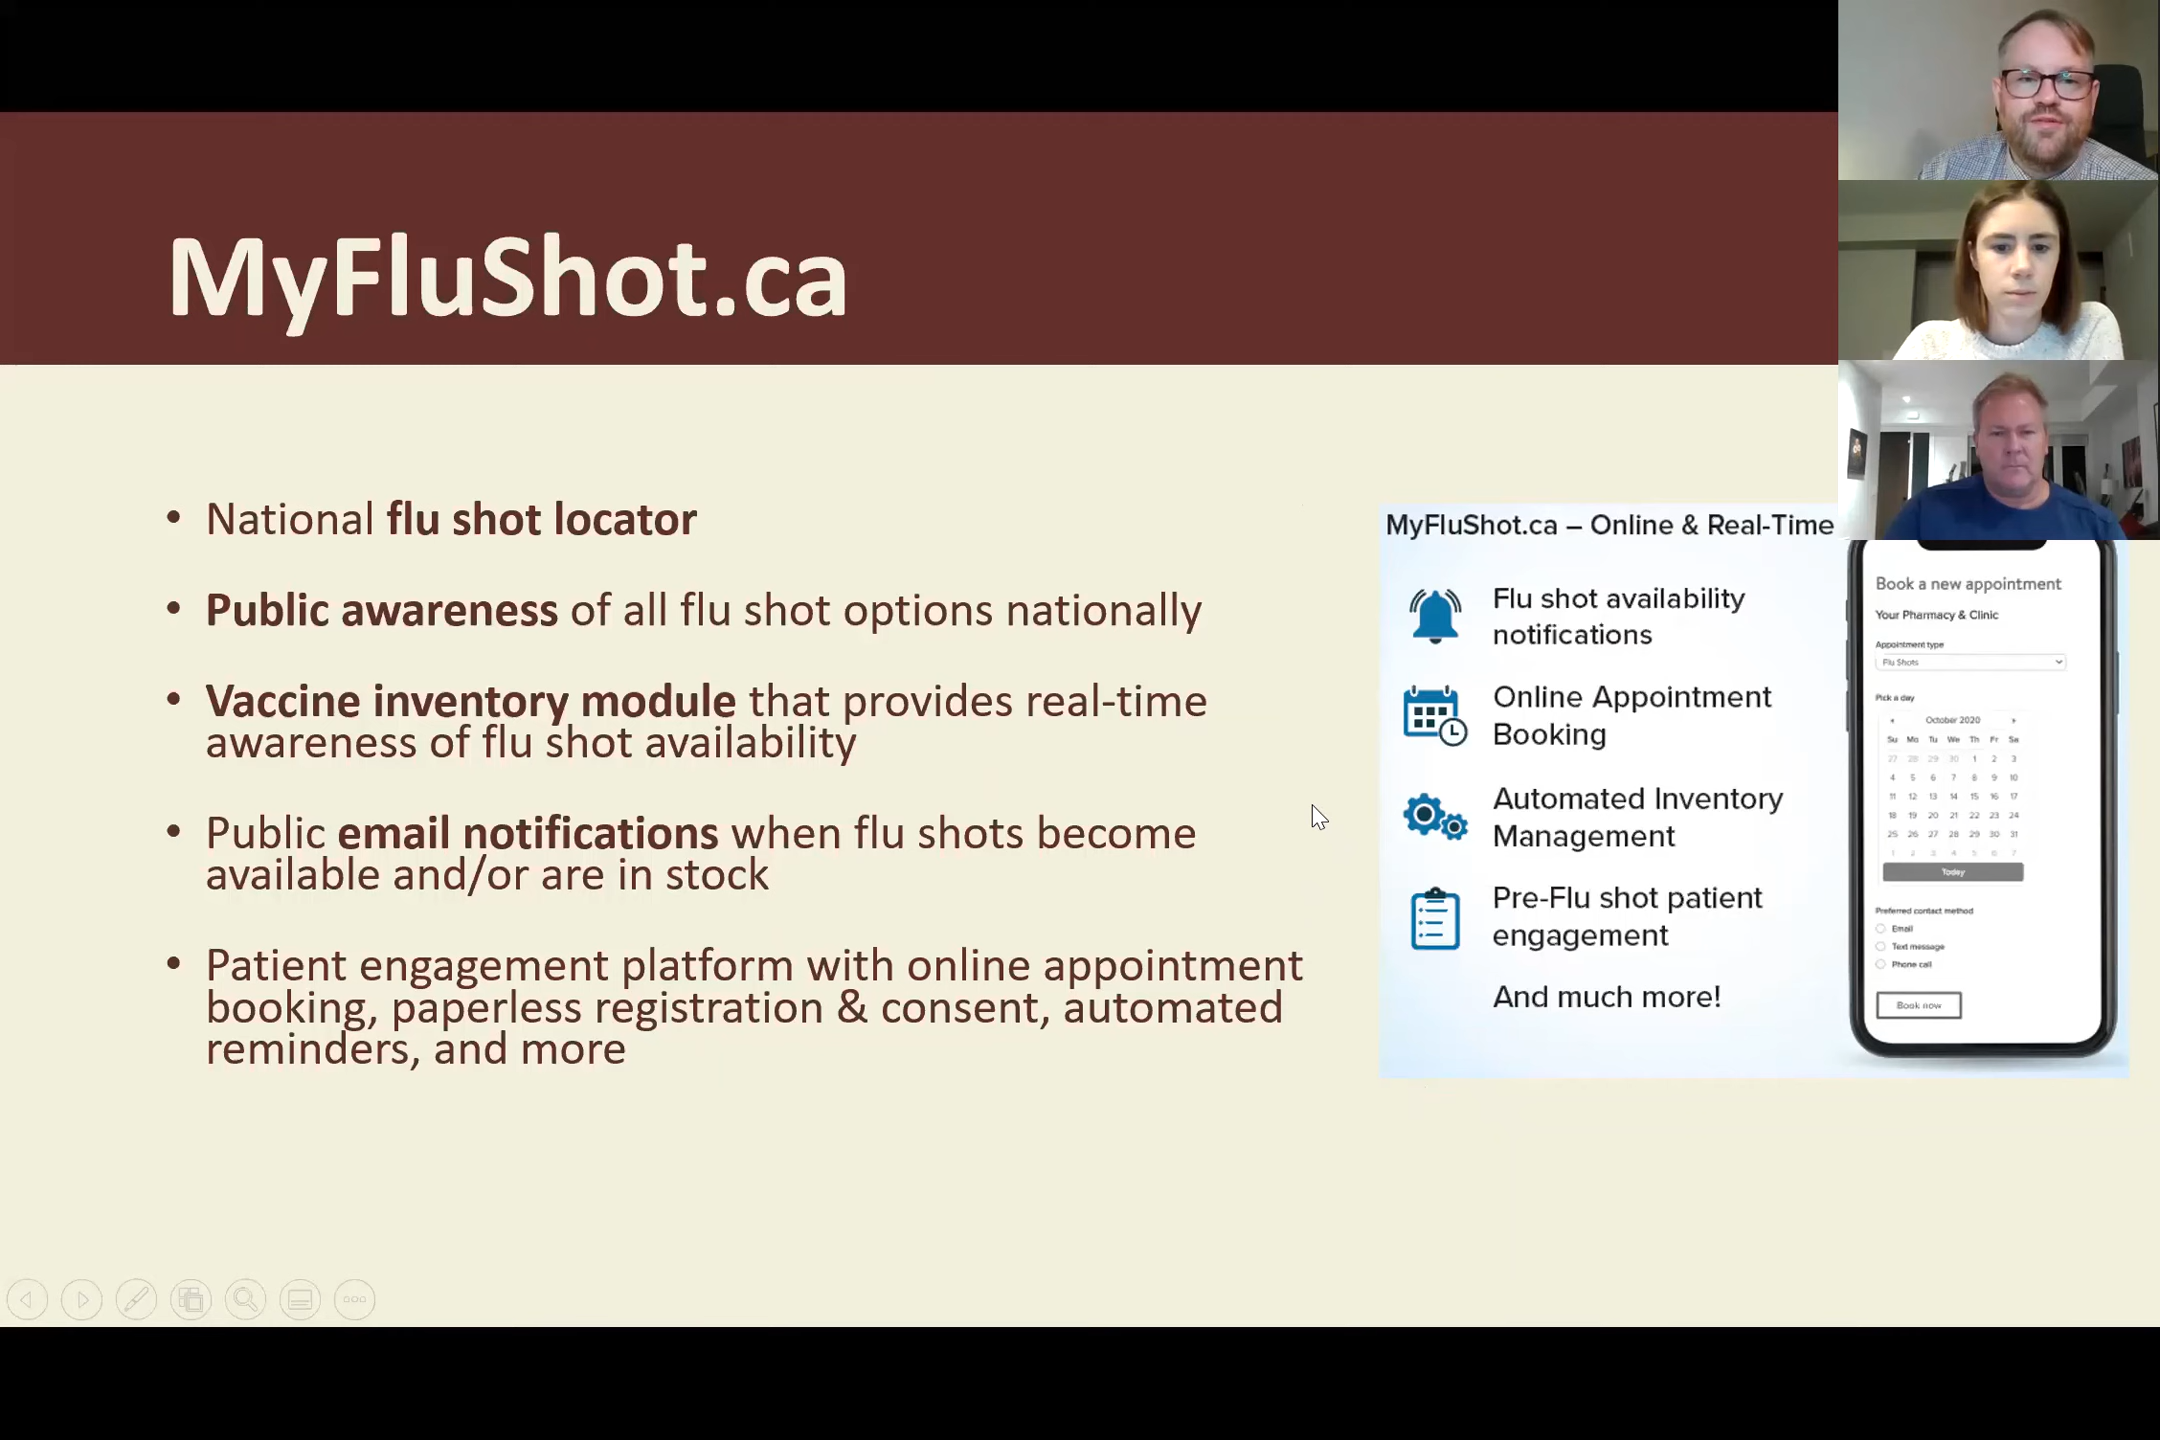 MyFluShot.ca
• National flu shot locator
• Public awareness of all flu shot options nationally
• Vaccine inventory module that provides real-time
awareness of flu shot availability
• Public email notifications when flu shots become
available and/or are in stock
• Patient engagement platform with online appointment
booking, paperless registration & consent, automated
reminders, and more
MyFluShot.ca – Online & Real-Time
Flu shot availability
notifications
Online Appointment
Booking
Automated Inventory
Management
Pre-Flu shot patient
engagement
And much more!
Book a new appointment
Your Pharmacy & Clinic
Appointment type
Flu Shots
Pick a day
October 2020
Su Mo Tu We Th Fr Sa
27 28 29 30 1 2 3
4 5 6 7 8 9 10
11 12 13 14 15 16 17
18 19 20 21 22 23 24
25 26 27 28 29 30 31
1 2 3 4 5 6 7
Today
Preferred contact method
Email
Text message
Phone call
Book now